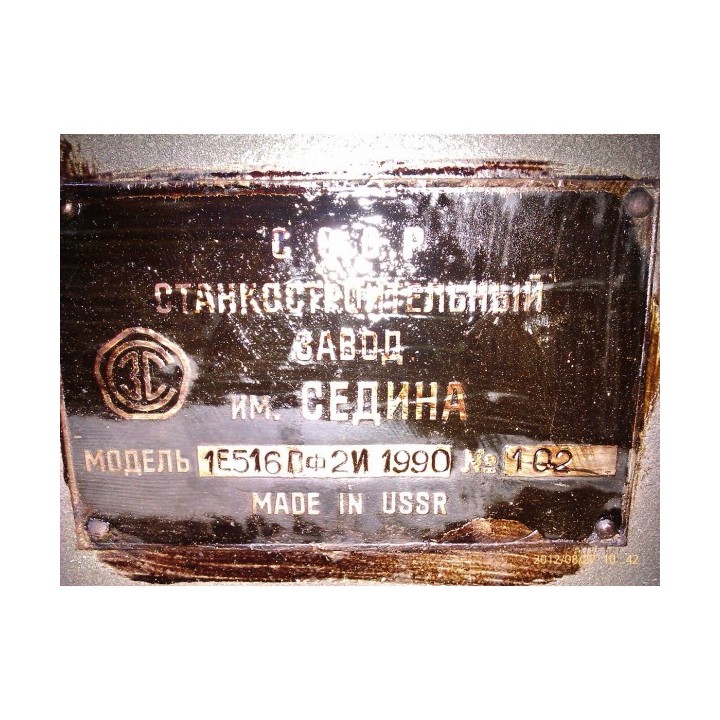 СССР
СТАНКОСТРОИТЕЛЬНЫЙ
ЗАВОД
ЗС
ИМ. СЕДИНА
МОДЕЛЬ 1Е516ПФ2И 1990 № 102
MADE IN USSR